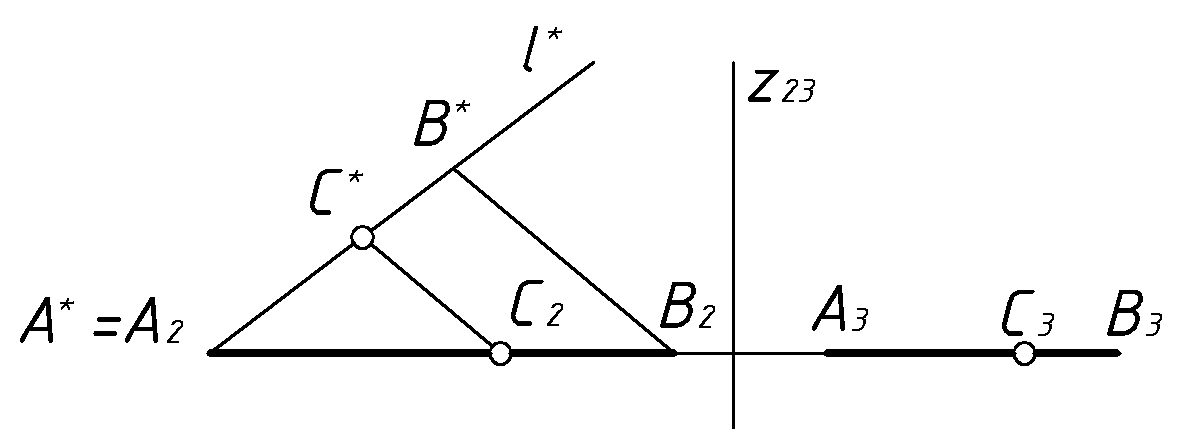 l*
z₂₃
B*
C*
A* =A₂
C₂
B₂
A₃
C₃
B₃